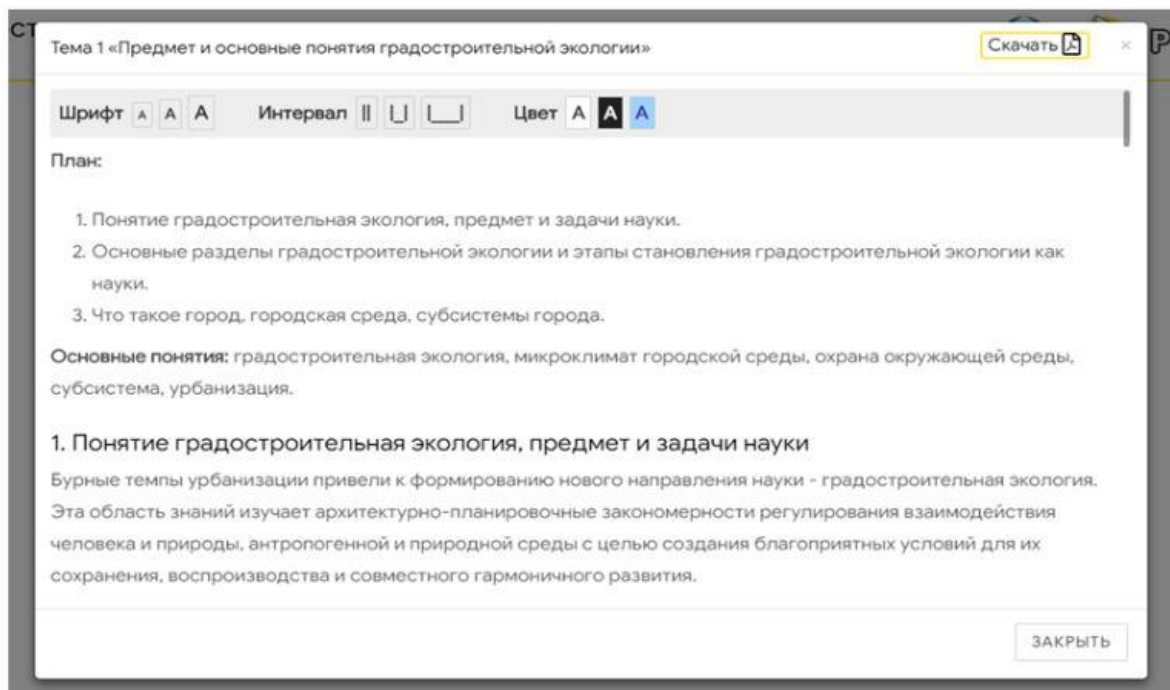 СТ
Р
Тема 1 «Предмет и основные понятия градостроительной экологии»
Скачать
×
Шрифт A A A Интервал Цвет A A A
План:
1. Понятие градостроительная экология, предмет и задачи науки.
2. Основные разделы градостроительной экологии и этапы становления градостроительной экологии как
науки.
3. Что такое город, городская среда, субсистемы города.
Основные понятия: градостроительная экология, микроклимат городской среды, охрана окружающей среды,
субсистема, урбанизация.
1. Понятие градостроительная экология, предмет и задачи науки
Бурные темпы урбанизации привели к формированию нового направления науки - градостроительная экология.
Эта область знаний изучает архитектурно-планировочные закономерности регулирования взаимодействия
человека и природы, антропогенной и природной среды с целью создания благоприятных условий для их
сохранения, воспроизводства и совместного гармоничного развития.
ЗАКРЫТЬ